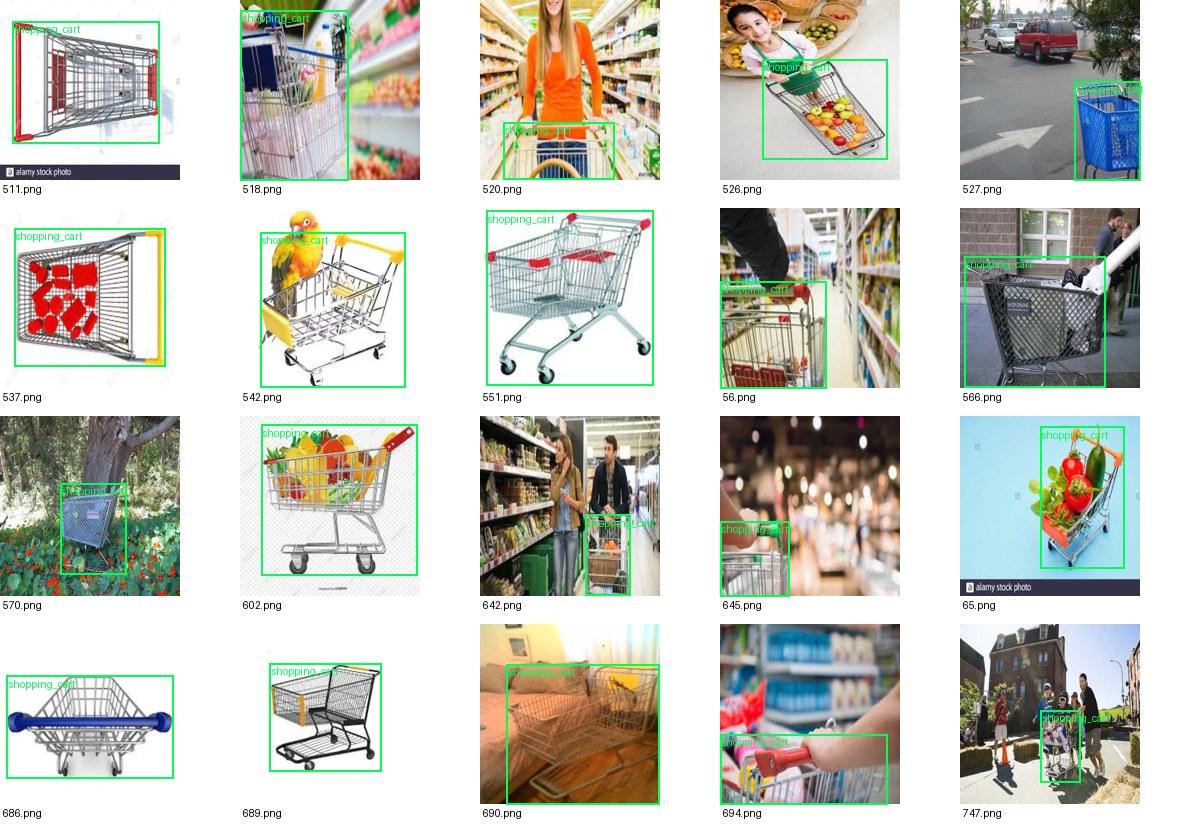 shopping_cart
shopping_cart
shopping_cart
shopping_cart
shopping_cart
a alamy stock photo
511.png
518.png
520.png
526.png
527.png
shopping_cart
shopping_cart
shopping_cart
shopping_cart
shopping_cart
537.png
542.png
551.png
56.png
566.png
shopping_cart
shopping_cart
shopping_cart
shopping_cart
shopping_cart
a alamy stock photo
570.png
602.png
642.png
645.png
65.png
shopping_cart
shopping_cart
shopping_cart
shopping_cart
shopping_cart
686.png
689.png
690.png
694.png
747.png